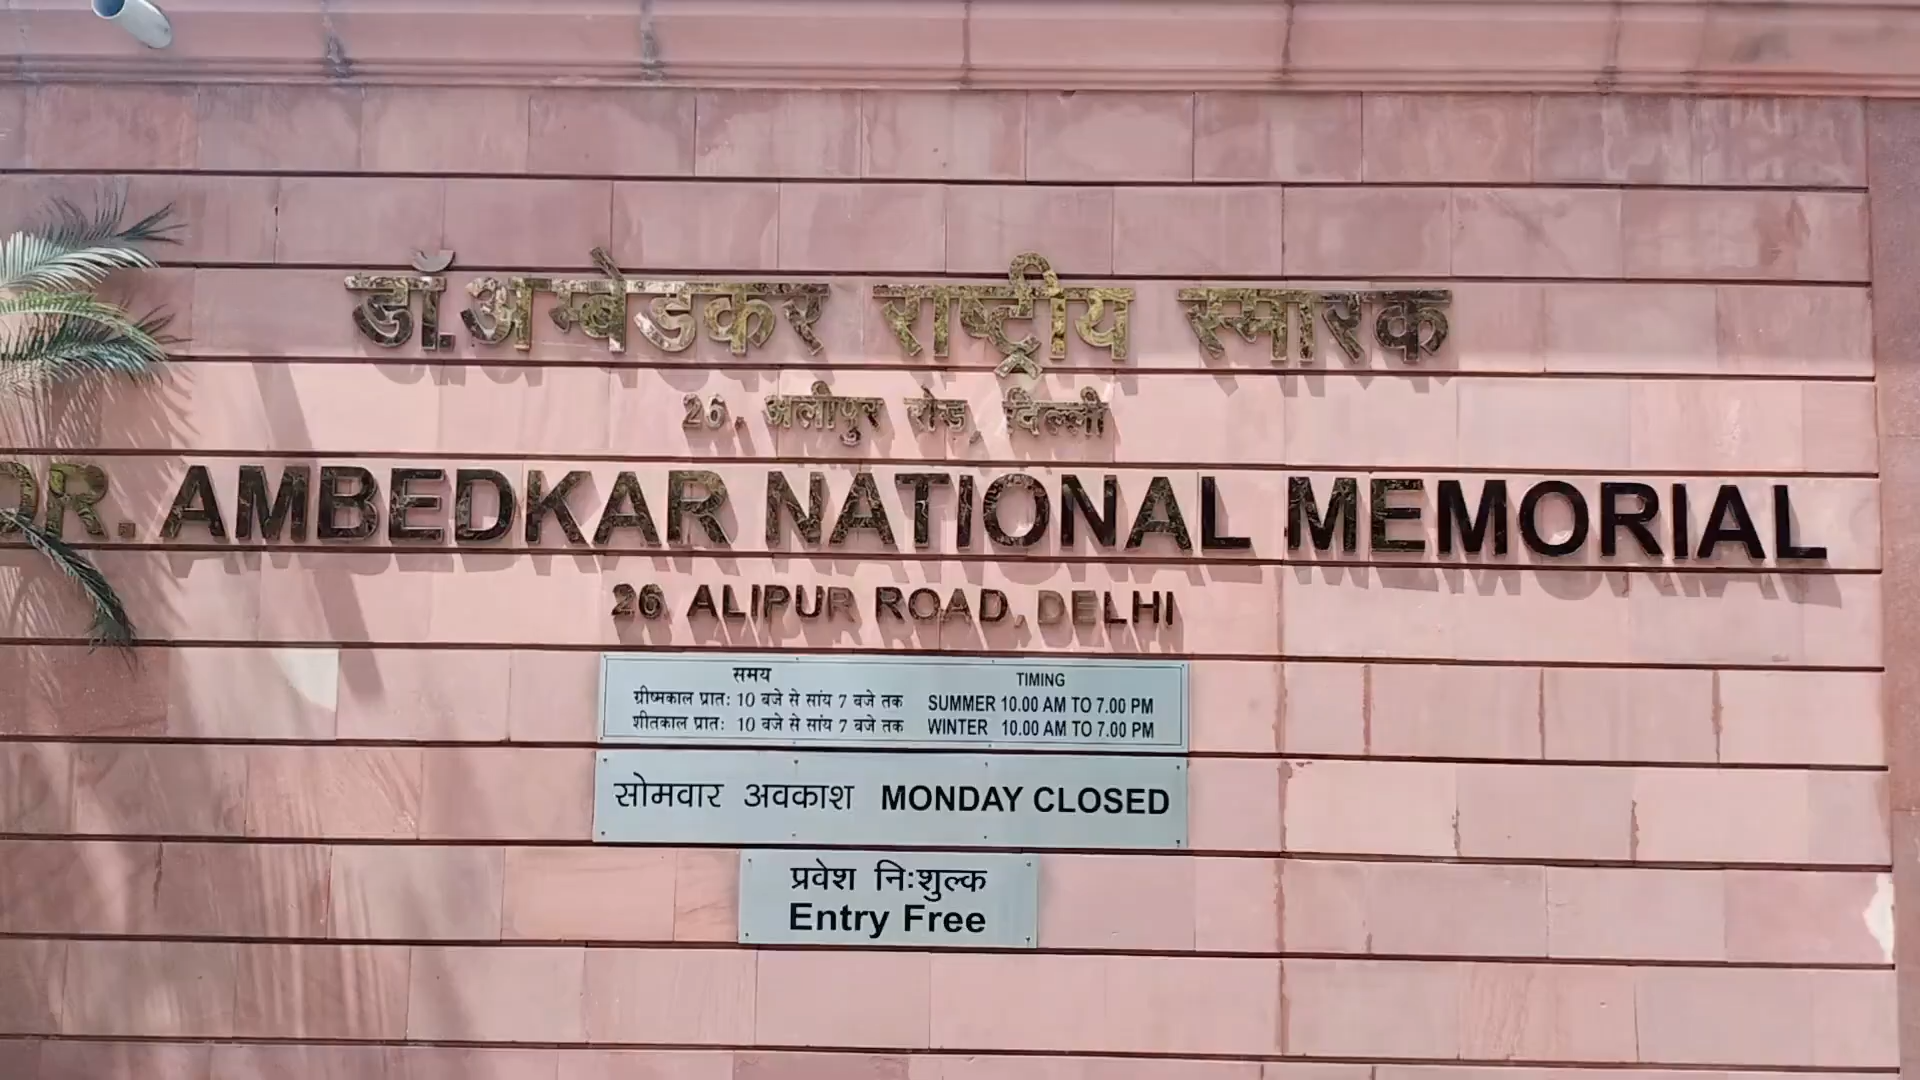 डॉ.अम्बेडकर राष्ट्रीय स्मारक
26, अलीपुर रोड़, दिल्ली
DR. AMBEDKAR NATIONAL MEMORIAL
26 ALIPUR ROAD, DELHI
समय TIMING
ग्रीष्मकाल प्रातः 10 बजे से सांय 7 बजे तक SUMMER 10.00 AM TO 7.00 PM
शीतकाल प्रातः 10 बजे से सांय 7 बजे तक WINTER 10.00 AM TO 7.00 PM
सोमवार अवकाश MONDAY CLOSED
प्रवेश निःशुल्क
Entry Free